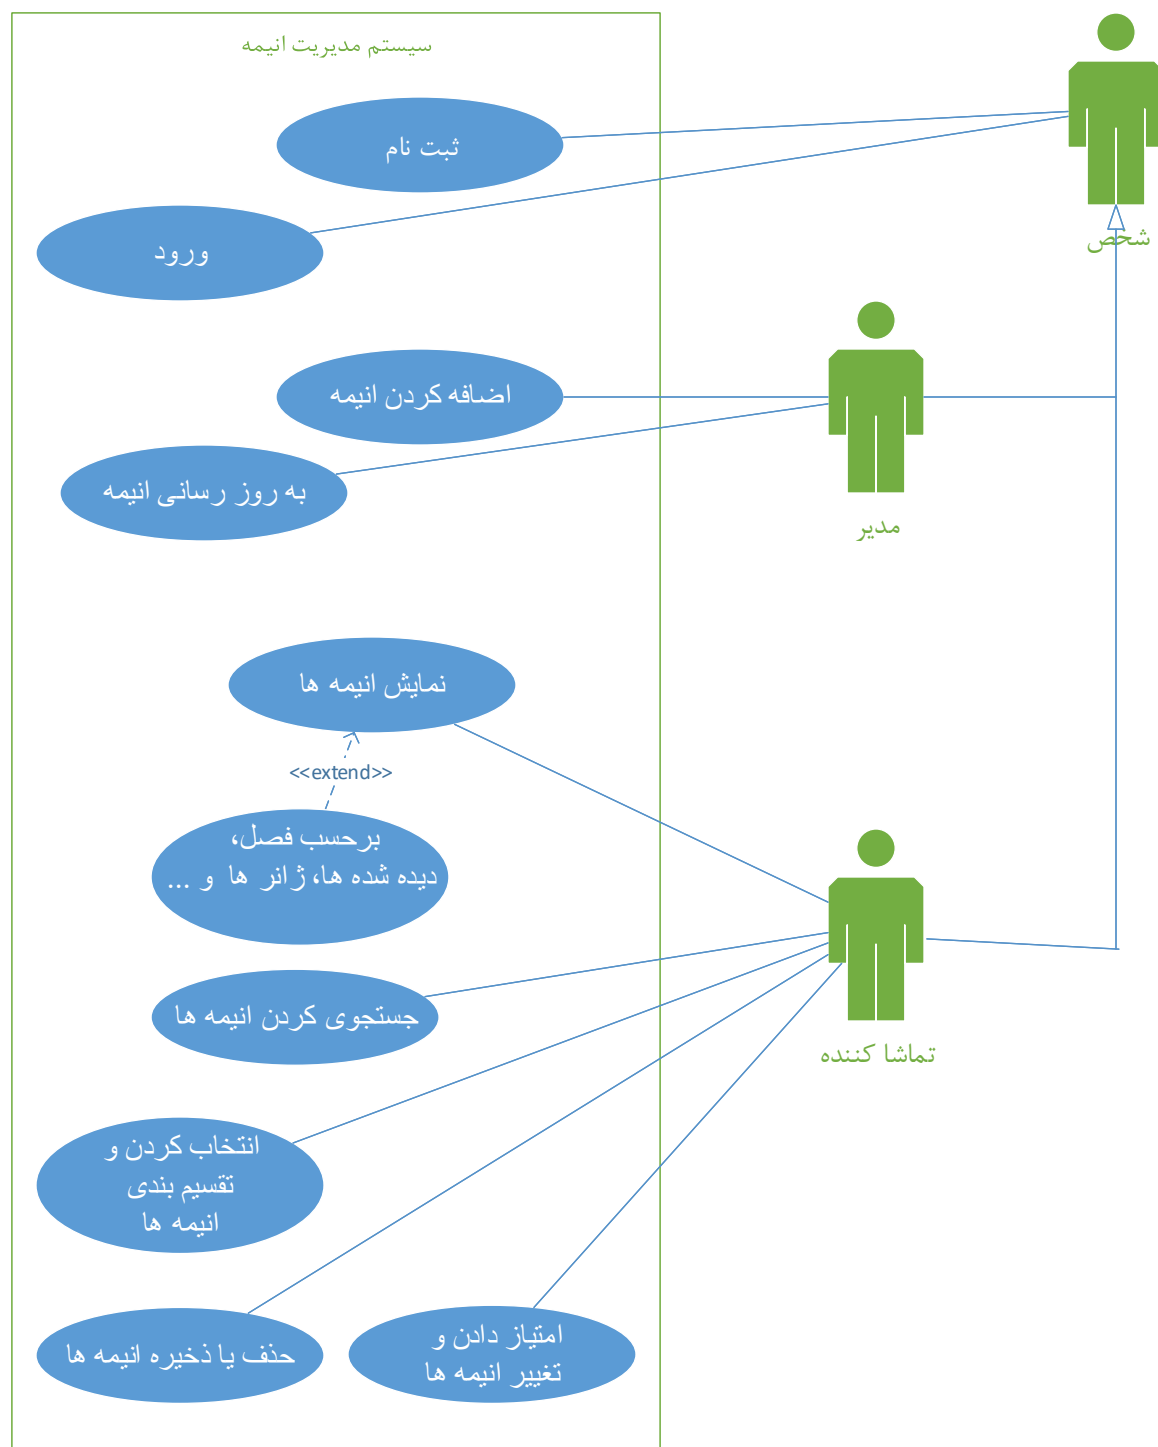 سیستم مدیریت انیمه
ثبت نام
ورود
شخص
اضافه کردن انیمه
به روز رسانی انیمه
مدیر
نمایش انیمه ها
<<extend>>
برحسب فصل،
دیده شده ها، ژانر ها و ...
جستجوی کردن انیمه ها
تماشا کننده
انتخاب کردن و
تقسیم بندی
انیمه ها
حذف یا ذخیره انیمه ها
امتیاز دادن و
تغییر انیمه ها